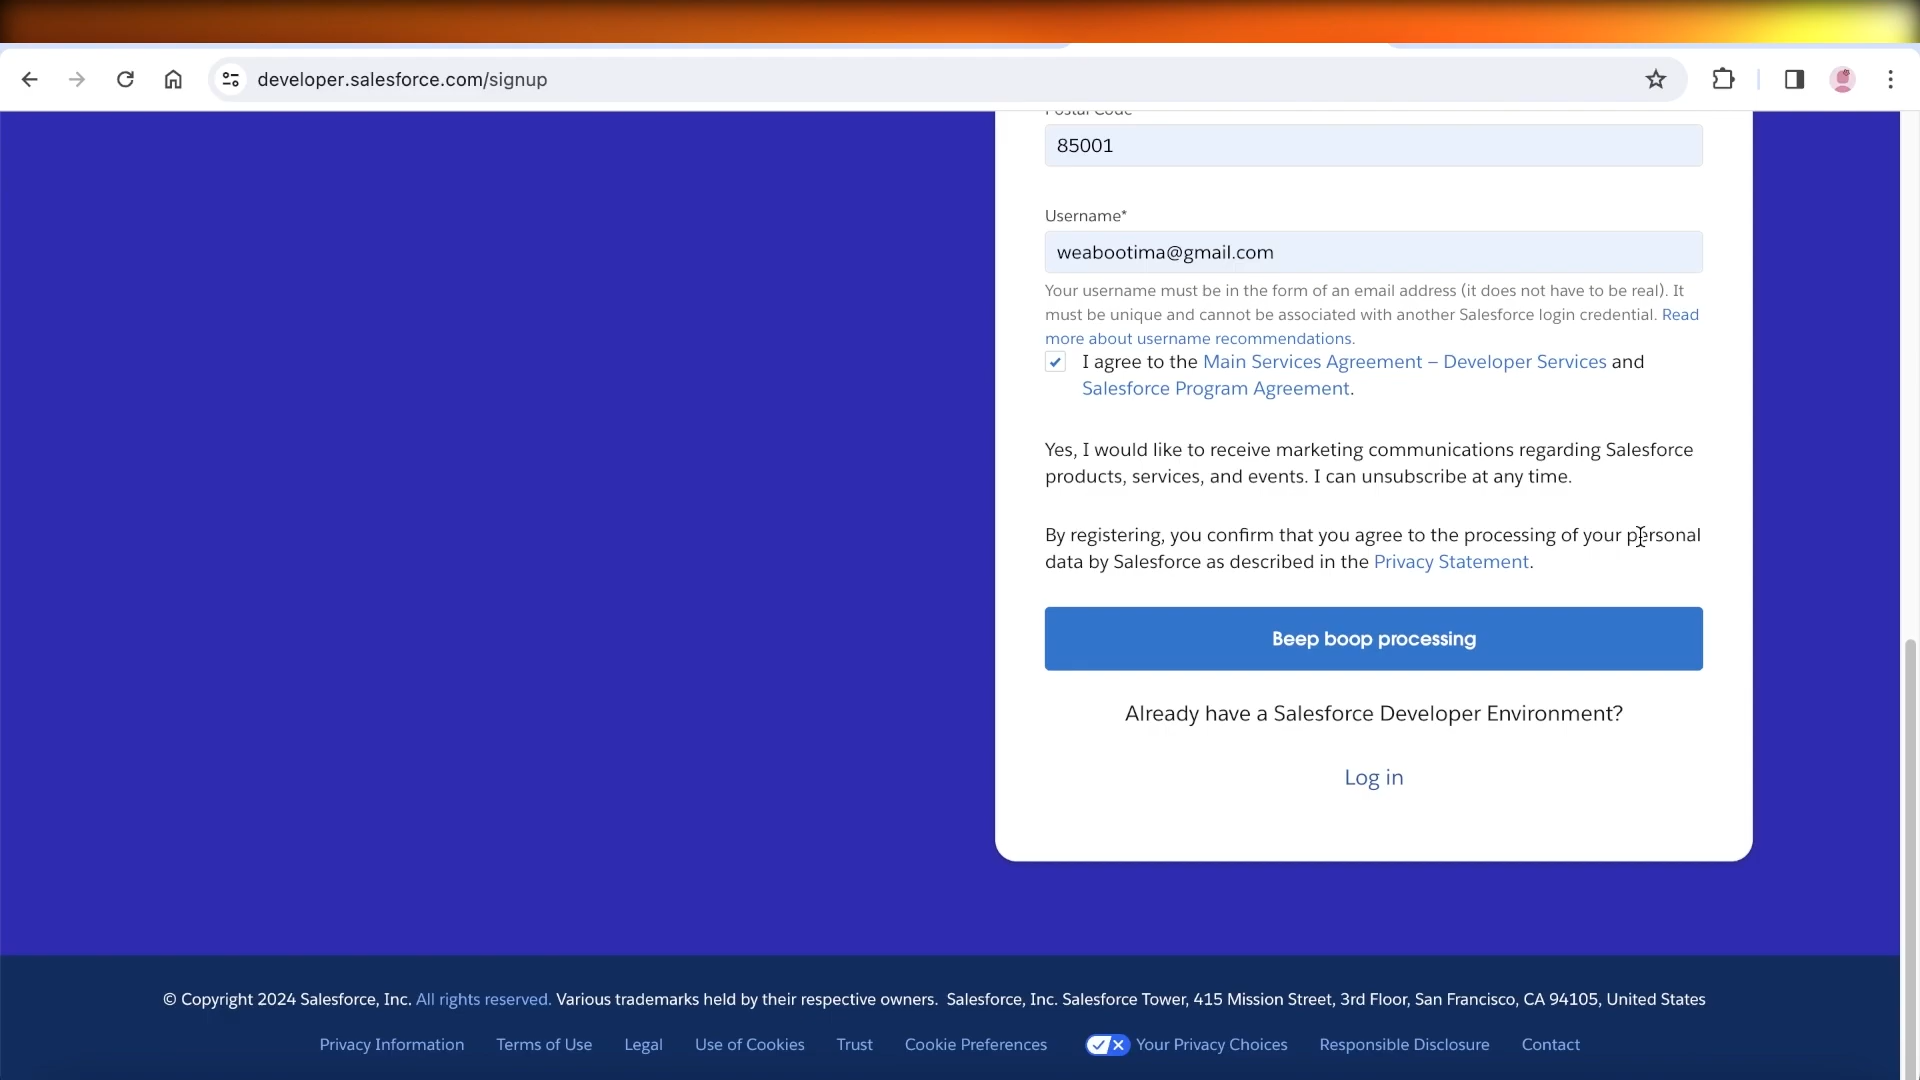 developer.salesforce.com/signup
Postal Code
85001
Username*
weabootima@gmail.com
Your username must be in the form of an email address (it does not have to be real). It
must be unique and cannot be associated with another Salesforce login credential. Read
more about username recommendations.
I agree to the Main Services Agreement – Developer Services and
Salesforce Program Agreement.
Yes, I would like to receive marketing communications regarding Salesforce
products, services, and events. I can unsubscribe at any time.
By registering, you confirm that you agree to the processing of your personal
data by Salesforce as described in the Privacy Statement.
Beep boop processing
Already have a Salesforce Developer Environment?
Log in
© Copyright 2024 Salesforce, Inc. All rights reserved. Various trademarks held by their respective owners. Salesforce, Inc. Salesforce Tower, 415 Mission Street, 3rd Floor, San Francisco, CA 94105, United States
Privacy Information Terms of Use Legal Use of Cookies Trust Cookie Preferences Your Privacy Choices Responsible Disclosure Contact